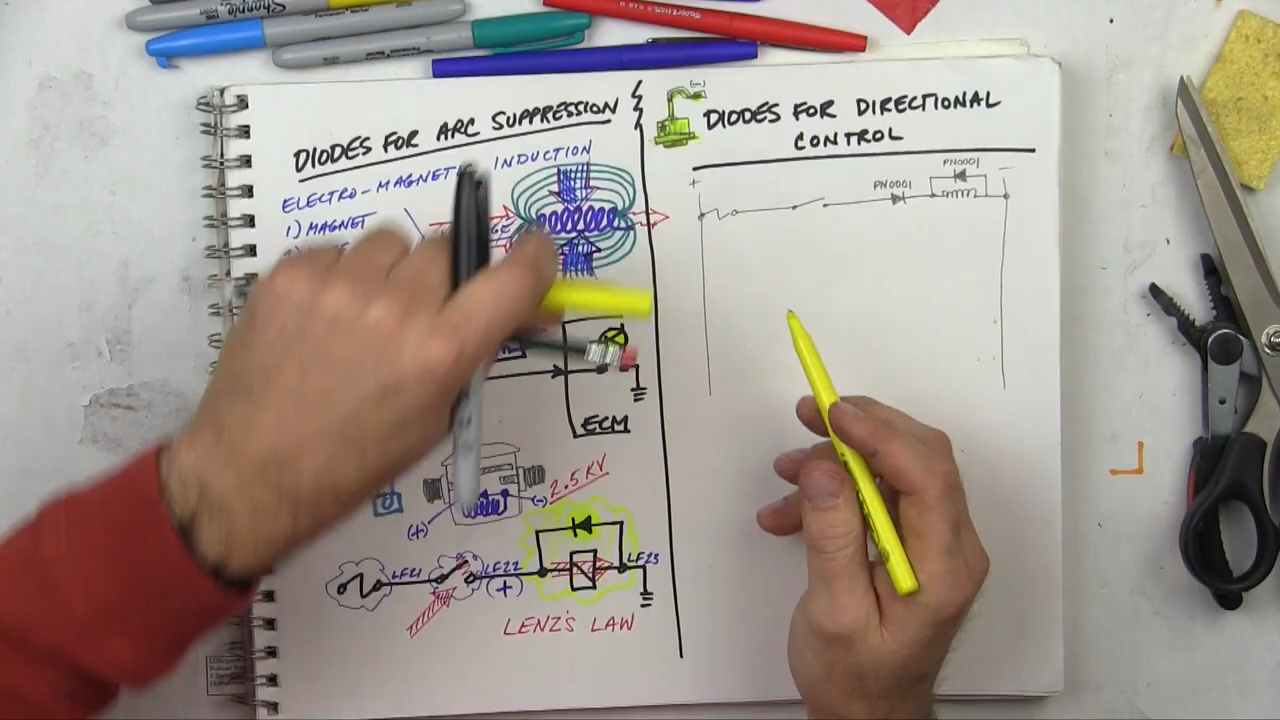 Sharpie
DIODES FOR ARC SUPPRESSION
ELECTRO-MAGNET INDUCTION
1) MAGNET
ECM
2.5 KV
(+)
(-)
LF21
LF22
(+)
LF23
LENZ'S LAW
(-)
DIODES FOR DIRECTIONAL
CONTROL
+
-
PN0001
PN0001